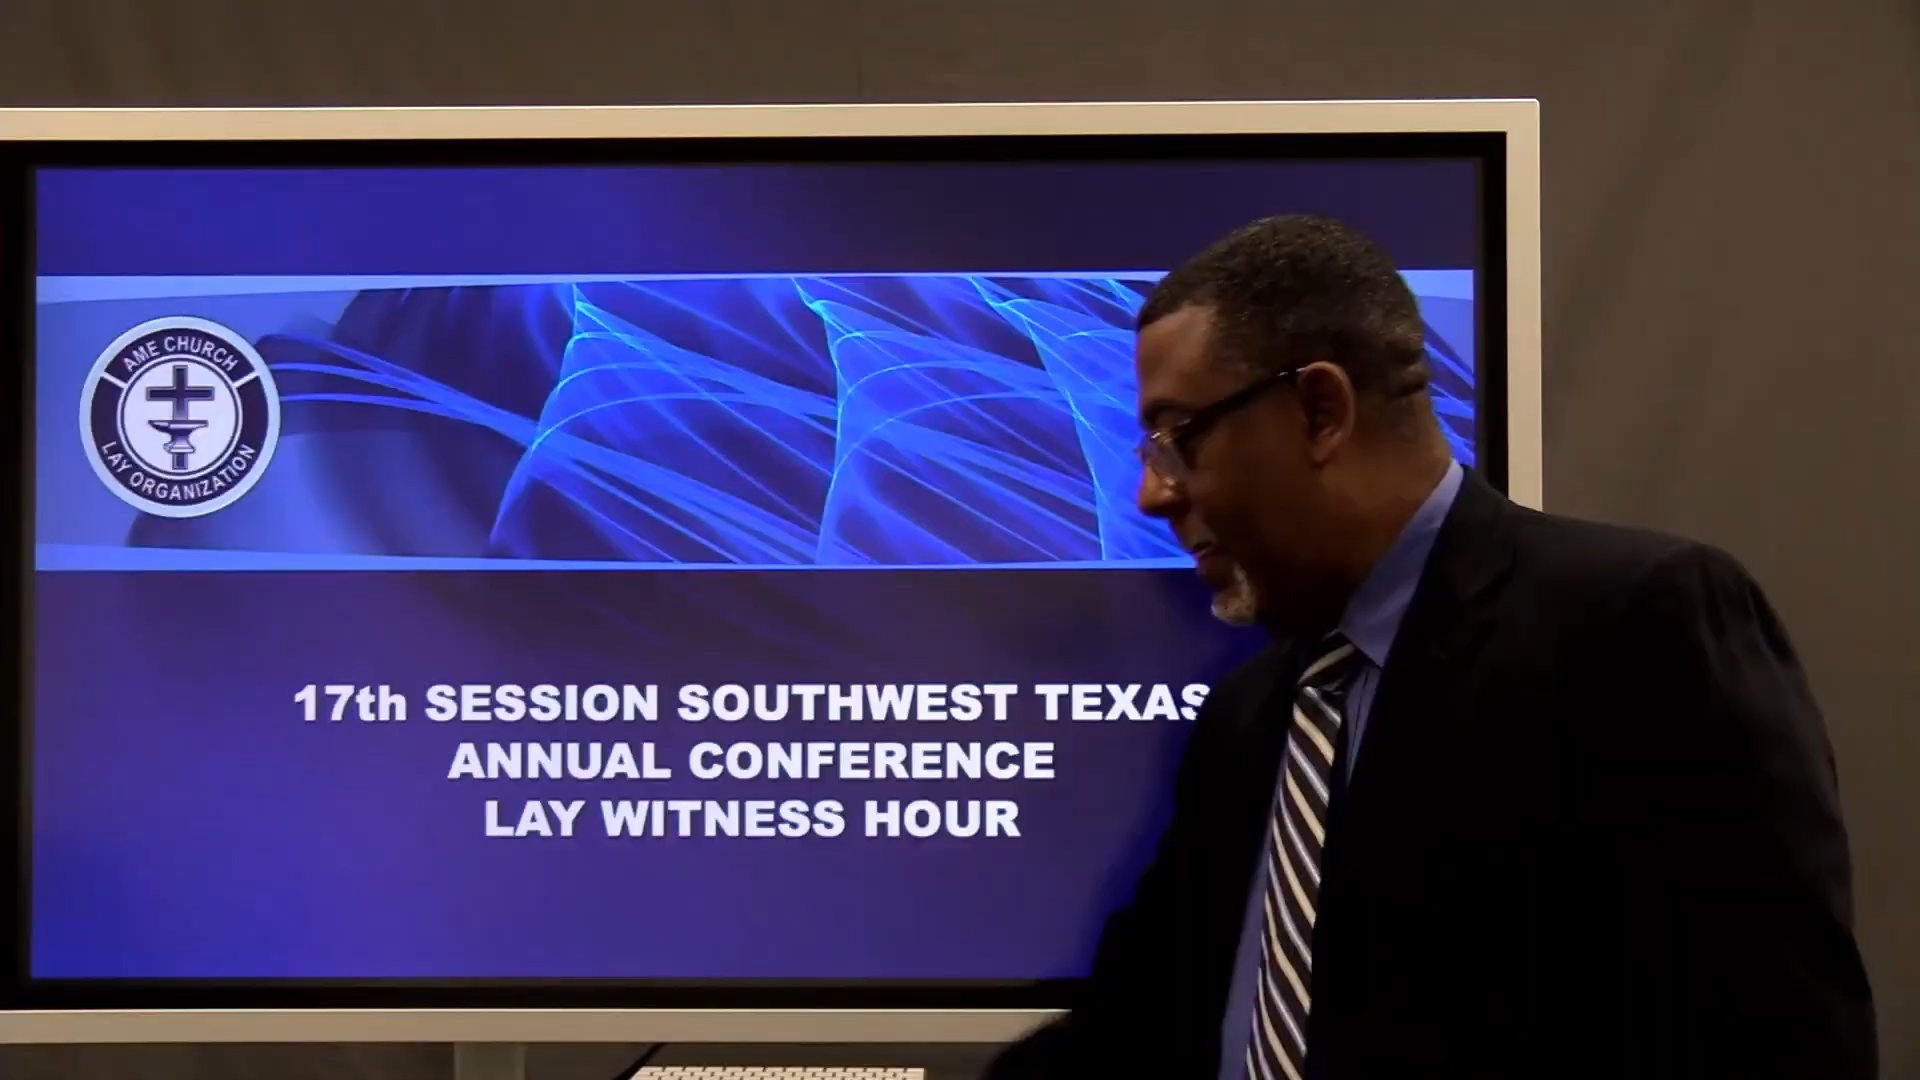 AME CHURCH
LAY ORGANIZATION
17th SESSION SOUTHWEST TEXAS
ANNUAL CONFERENCE
LAY WITNESS HOUR